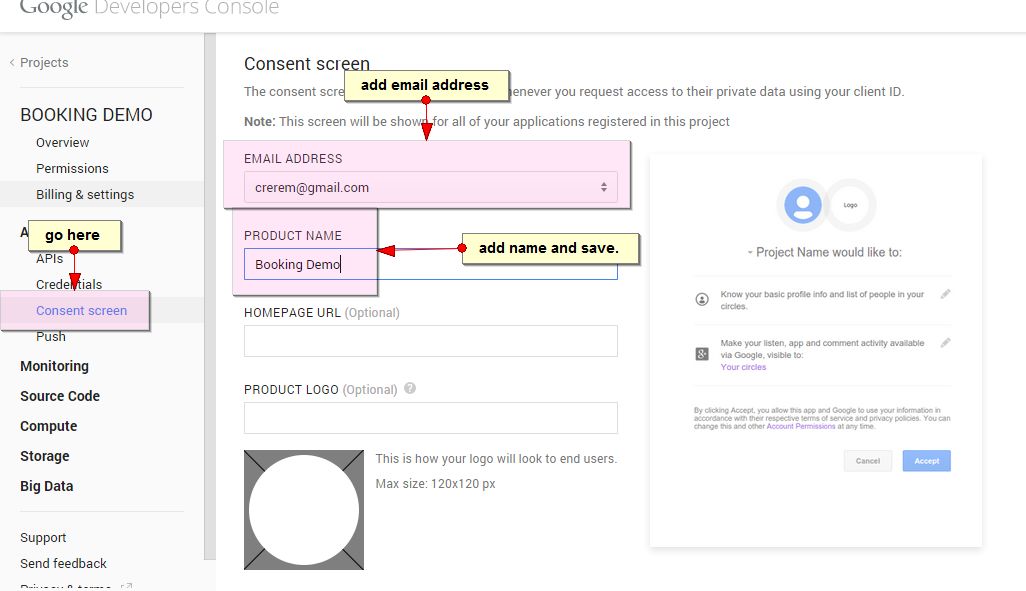 Google Developers Console
Projects
BOOKING DEMO
Overview
Permissions
Billing & settings
go here
APIs
Credentials
Consent screen
Push
Monitoring
Source Code
Compute
Storage
Big Data
Support
Send feedback
Privacy & terms
Consent screen
add email address
The consent scre
enever you request access to their private data using your client ID.
Note: This screen will be shown for all of your applications registered in this project
EMAIL ADDRESS
crerem@gmail.com
PRODUCT NAME
add name and save.
Booking Demo
HOMEPAGE URL (Optional)
PRODUCT LOGO (Optional) ?
This is how your logo will look to end users.
Max size: 120x120 px
Logo
Project Name would like to:
Know your basic profile info and list of people in your
circles.
g+
Make your listen, app and comment activity available
via Google, visible to:
Your circles
By clicking Accept, you allow this app and Google to use your information in
accordance with their respective terms of service and privacy policies. You can
change this and other Account Permissions at any time.
Cancel
Accept